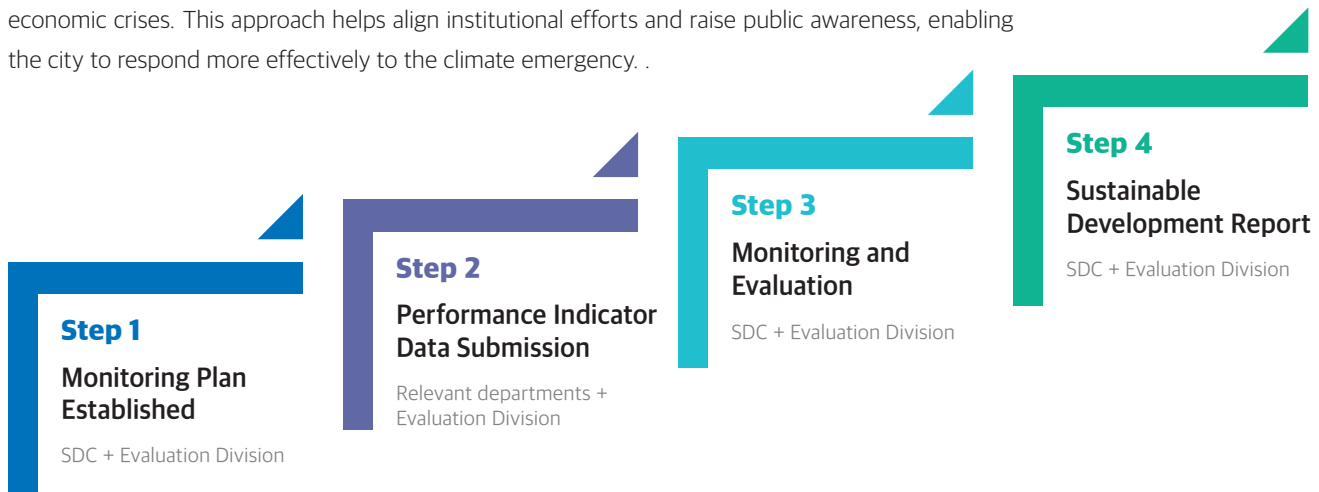 economic crises. This approach helps align institutional efforts and raise public awareness, enabling
the city to respond more effectively to the climate emergency. .
Step 1
Monitoring Plan
Established
SDC + Evaluation Division
Step 2
Performance Indicator
Data Submission
Relevant departments +
Evaluation Division
Step 3
Monitoring and
Evaluation
SDC + Evaluation Division
Step 4
Sustainable
Development Report
SDC + Evaluation Division